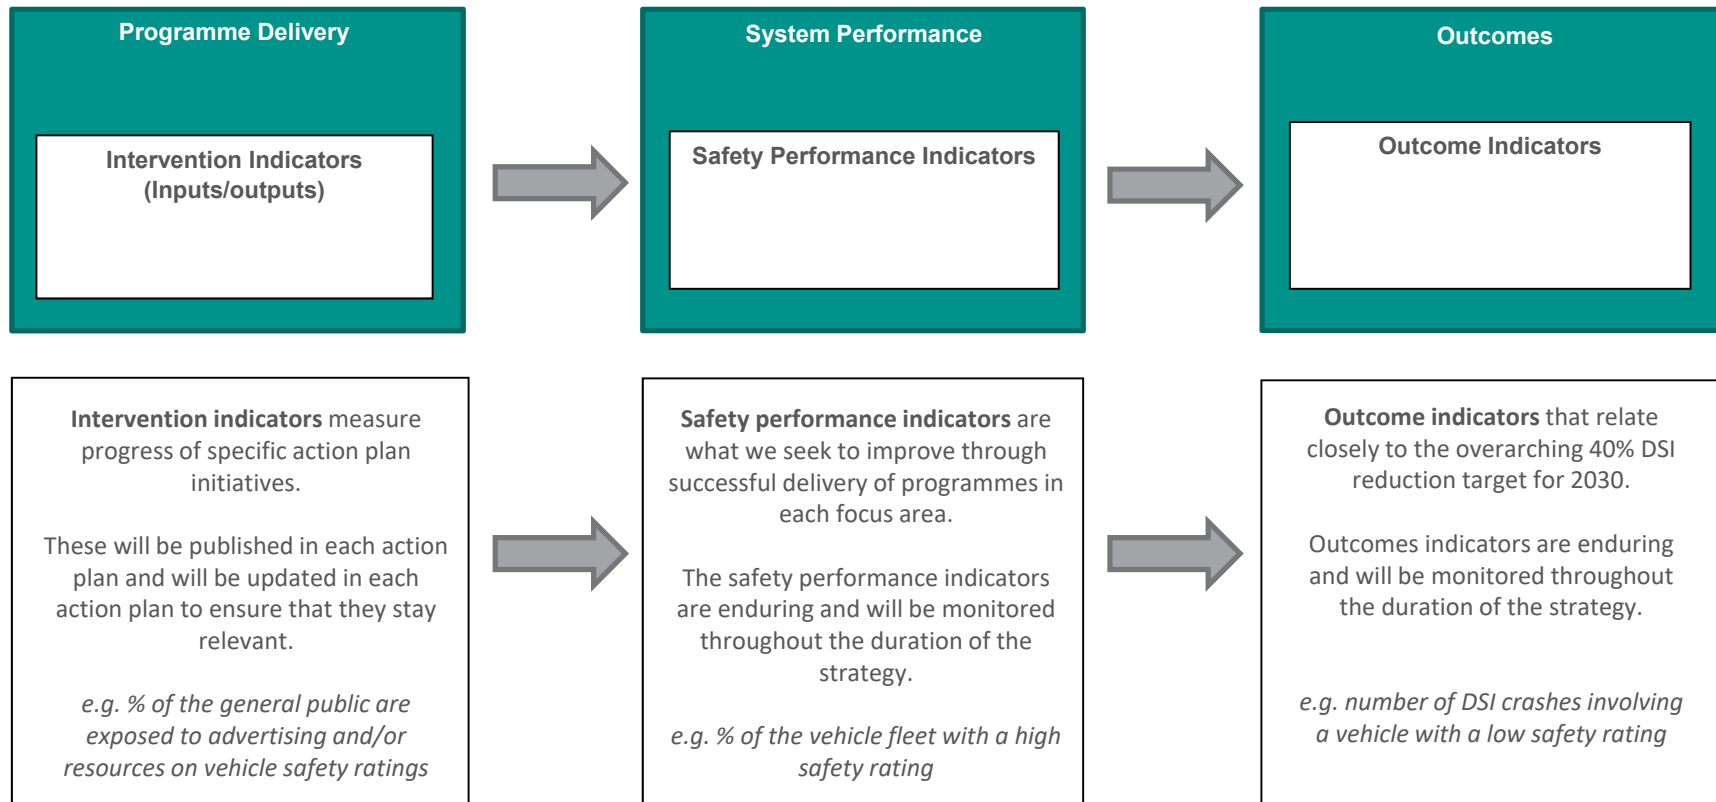 Programme Delivery
System Performance
Outcomes
Intervention Indicators
(Inputs/outputs)
Safety Performance Indicators
Outcome Indicators
Intervention indicators measure
progress of specific action plan
initiatives.
These will be published in each action
plan and will be updated in each
action plan to ensure that they stay
relevant.
e.g. % of the general public are
exposed to advertising and/or
resources on vehicle safety ratings
Safety performance indicators are
what we seek to improve through
successful delivery of programmes in
each focus area.
The safety performance indicators
are enduring and will be monitored
throughout the duration of the
strategy.
e.g. % of the vehicle fleet with a high
safety rating
Outcome indicators that relate
closely to the overarching 40% DSI
reduction target for 2030.
Outcomes indicators are enduring
and will be monitored throughout
the duration of the strategy.
e.g. number of DSI crashes involving
a vehicle with a low safety rating